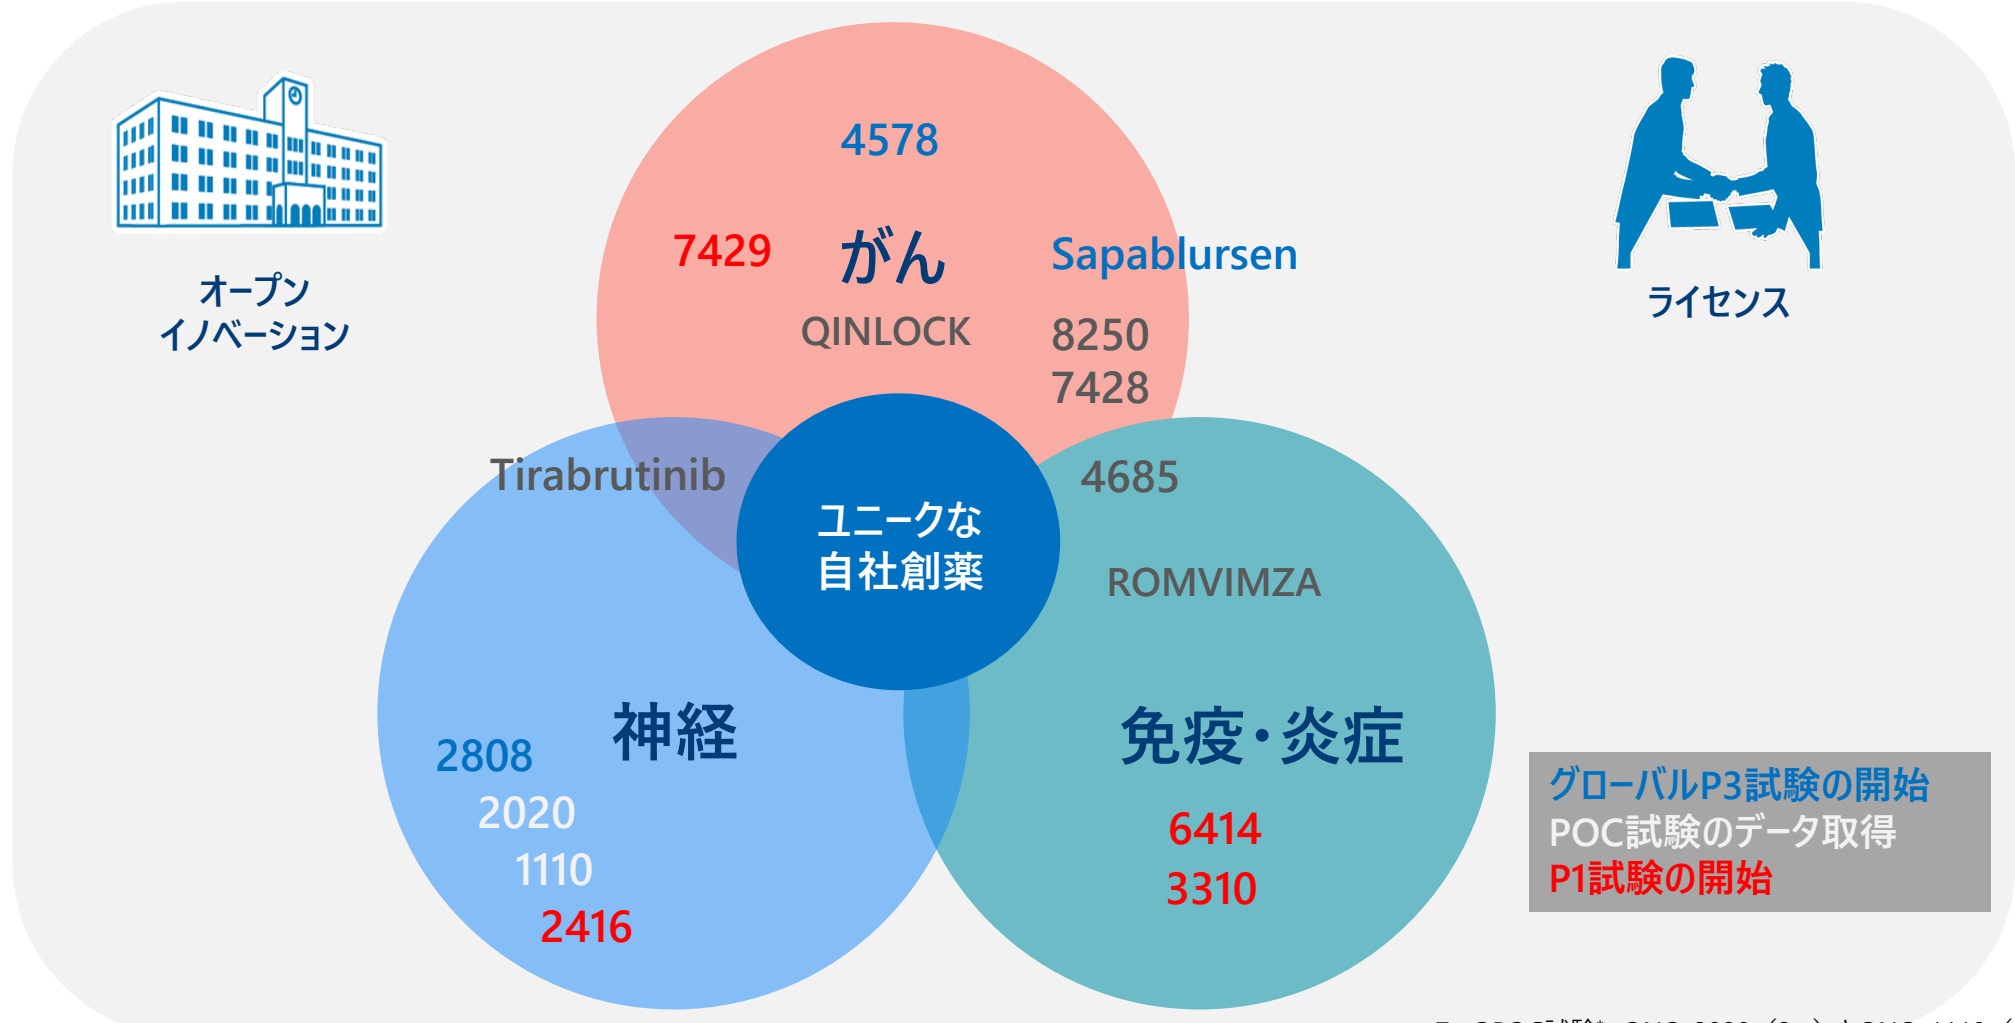 オープン
イノベーション
ライセンス
4578
7429
がん
Sapablursen
QINLOCK
8250
7428
Tirabrutinib
4685
ユニークな
自社創薬
ROMVIMZA
神経
2808
2020
1110
2416
免疫・炎症
6414
3310
グローバルP3試験の開始
POC試験のデータ取得
P1試験の開始